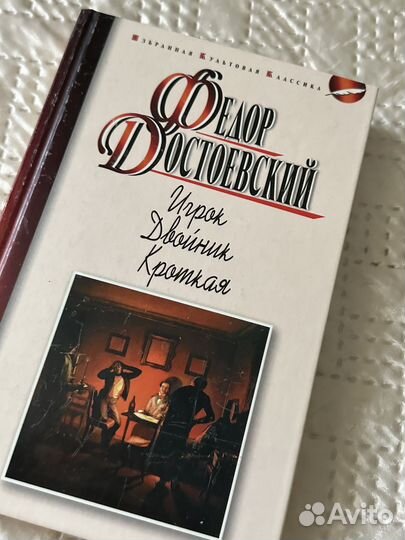 Избранная Культовая Классика
Федор
Достоевский
Игрок
Двойник
Кроткая
Avito